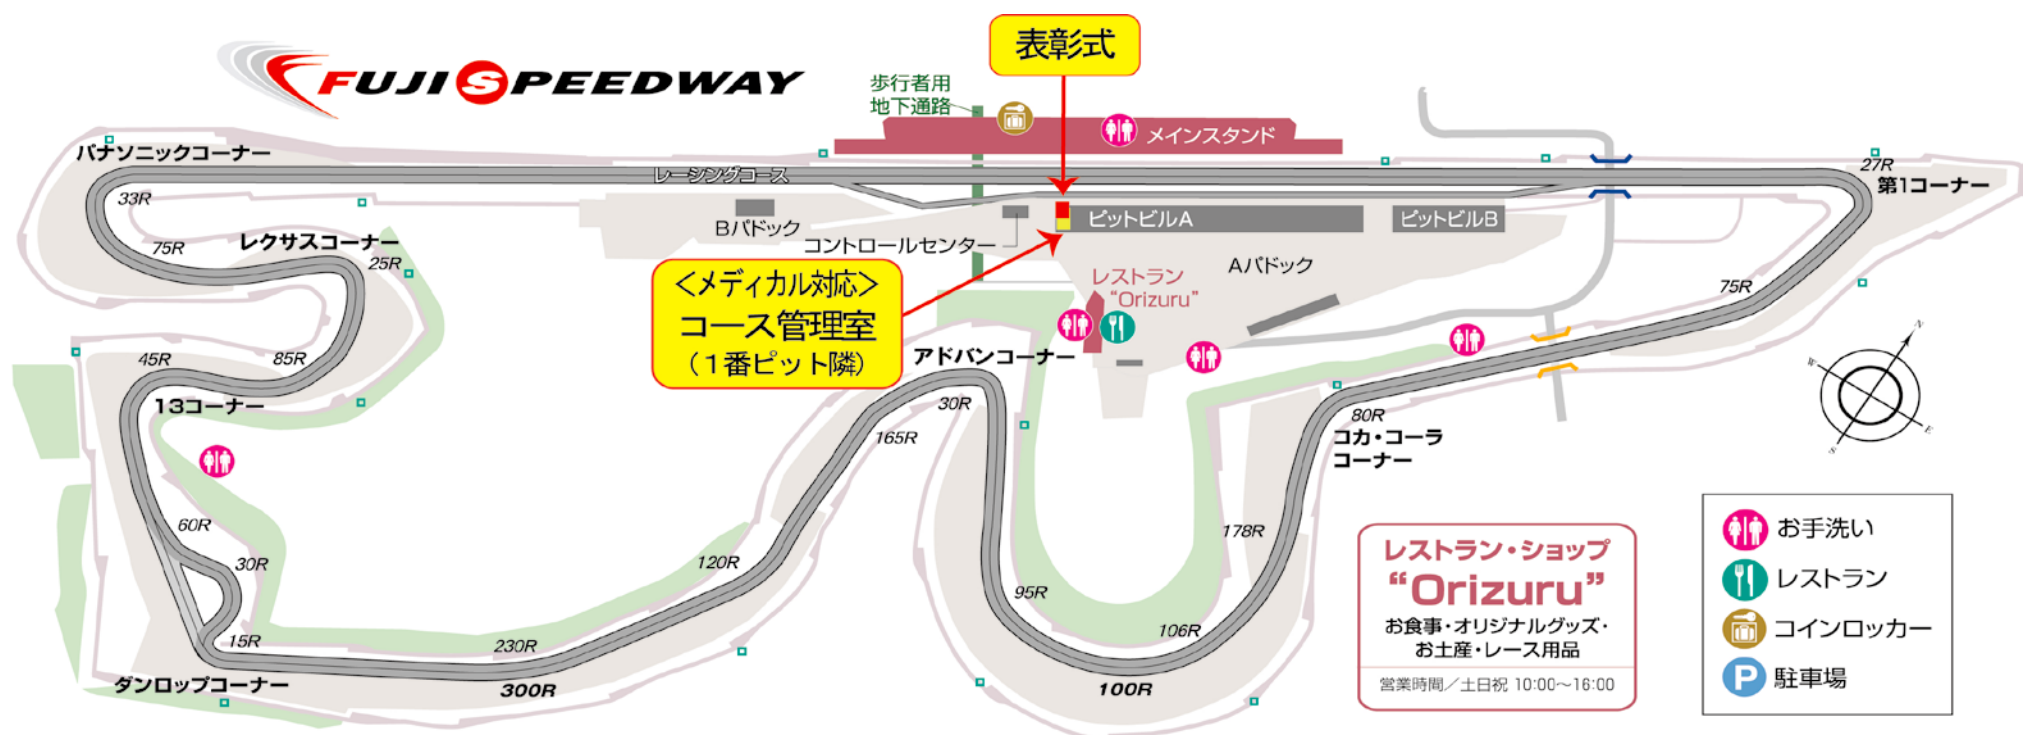 FUJI SPEEDWAY
表彰式
歩行者用
地下通路
メインスタンド
パナソニックコーナー
レーシングコース
27R
第1コーナー
33R
75R
レクサスコーナー
25R
Bパドック
コントロールセンター
ピットビルA
ピットビルB
Aパドック
<メディカル対応>
コース管理室
(1番ピット隣)
レストラン
“Orizuru”
75R
45R
85R
13コーナー
アドバンコーナー
30R
165R
80R
コカ・コーラ
コーナー
N
W
E
S
60R
30R
15R
ダンロップコーナー
120R
230R
300R
95R
106R
100R
178R
レストラン・ショップ
“Orizuru”
お食事・オリジナルグッズ・
お土産・レース用品
営業時間/土日祝 10:00~16:00
お手洗い
レストラン
コインロッカー
P 駐車場